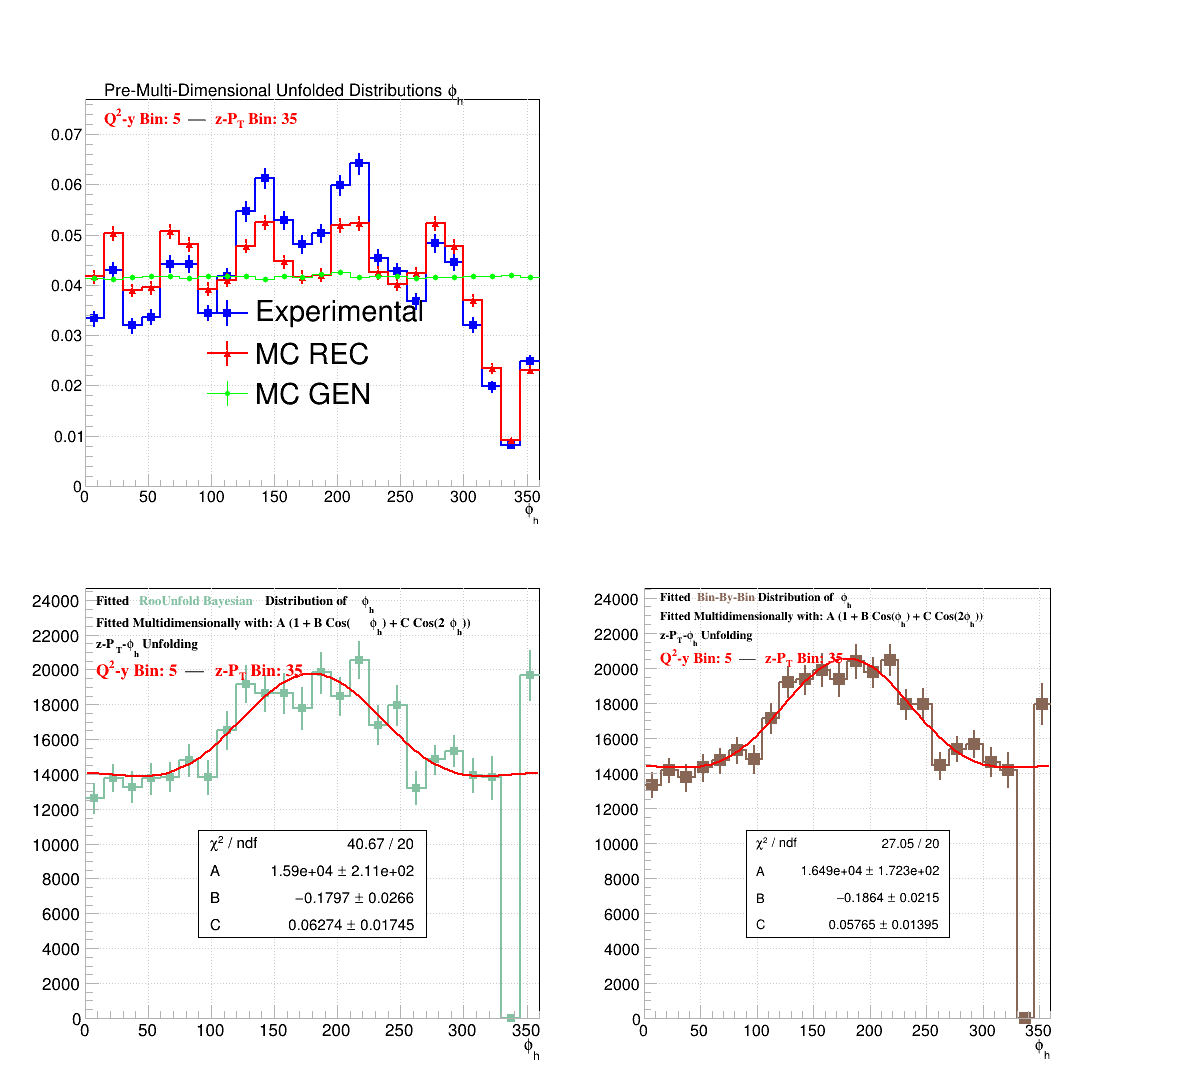 Pre-Multi-Dimensional Unfolded Distributions ϕh
Q²-y Bin: 5 — z-PT Bin: 35
0.07
0.06
0.05
0.04
0.03
0.02
0.01
0
Experimental
MC REC
MC GEN
0 50 100 150 200 250 300 350
ϕh
Fitted RooUnfold Bayesian Distribution of ϕh
Fitted Multidimensionally with: A (1 + B Cos( ϕh) + C Cos(2 ϕh))
z-PT-ϕh Unfolding
Q²-y Bin: 5 — z-PT Bin: 35
24000
22000
20000
18000
16000
14000
12000
10000
8000
6000
4000
2000
0
χ² / ndf 40.67 / 20
A 1.59e+04 ± 2.11e+02
B −0.1797 ± 0.0266
C 0.06274 ± 0.01745
0 50 100 150 200 250 300 350
ϕh
Fitted Bin-By-Bin Distribution of ϕh
Fitted Multidimensionally with: A (1 + B Cos(ϕh) + C Cos(2ϕh))
z-PT-ϕh Unfolding
Q²-y Bin: 5 — z-PT Bin: 35
24000
22000
20000
18000
16000
14000
12000
10000
8000
6000
4000
2000
0
χ² / ndf 27.05 / 20
A 1.649e+04 ± 1.723e+02
B −0.1864 ± 0.0215
C 0.05765 ± 0.01395
0 50 100 150 200 250 300 350
ϕh